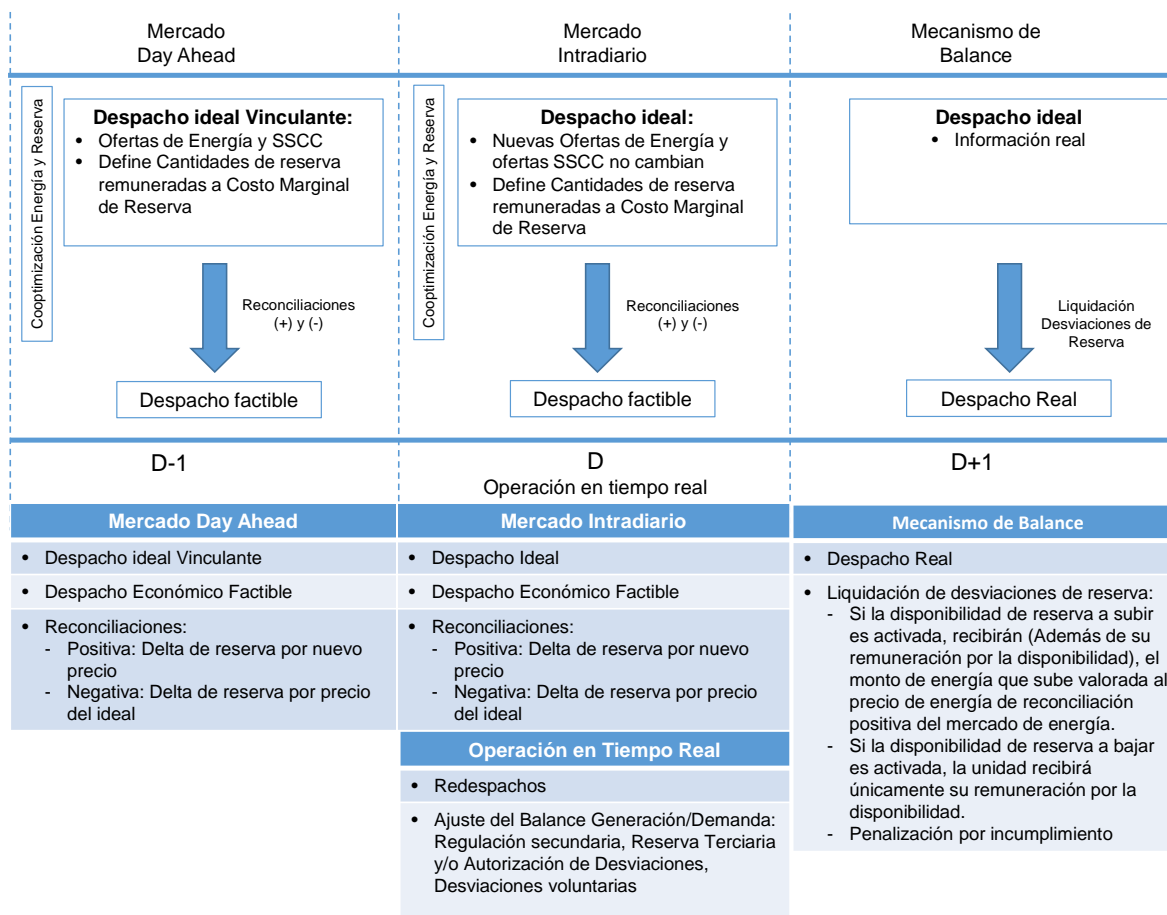 Mercado
Day Ahead
Mercado
Intradiario
Mecanismo de
Balance
Cooptimización Energía y Reserva
Despacho ideal Vinculante:
• Ofertas de Energía y SSCC
• Define Cantidades de reserva
remuneradas a Costo Marginal
de Reserva
Reconciliaciones
(+) y (-)
Despacho factible
Cooptimización Energía y Reserva
Despacho ideal:
• Nuevas Ofertas de Energía y
ofertas SSCC no cambian
• Define Cantidades de reserva
remuneradas a Costo Marginal
de Reserva
Reconciliaciones
(+) y (-)
Despacho factible
Despacho ideal
• Información real
Liquidación
Desviaciones de
Reserva
Despacho Real
D-1
D
Operación en tiempo real
D+1
Mercado Day Ahead
• Despacho ideal Vinculante
• Despacho Económico Factible
• Reconciliaciones:
- Positiva: Delta de reserva por nuevo
precio
- Negativa: Delta de reserva por precio
del ideal
Mercado Intradiario
• Despacho Ideal
• Despacho Económico Factible
• Reconciliaciones:
- Positiva: Delta de reserva por nuevo
precio
- Negativa: Delta de reserva por precio
del ideal
Operación en Tiempo Real
• Redespachos
• Ajuste del Balance Generación/Demanda:
Regulación secundaria, Reserva Terciaria
y/o Autorización de Desviaciones,
Desviaciones voluntarias
Mecanismo de Balance
• Despacho Real
• Liquidación de desviaciones de reserva:
- Si la disponibilidad de reserva a subir
es activada, recibirán (Además de su
remuneración por la disponibilidad), el
monto de energía que sube valorada al
precio de energía de reconciliación
positiva del mercado de energía.
- Si la disponibilidad de reserva a bajar
es activada, la unidad recibirá
únicamente su remuneración por la
disponibilidad.
- Penalización por incumplimiento